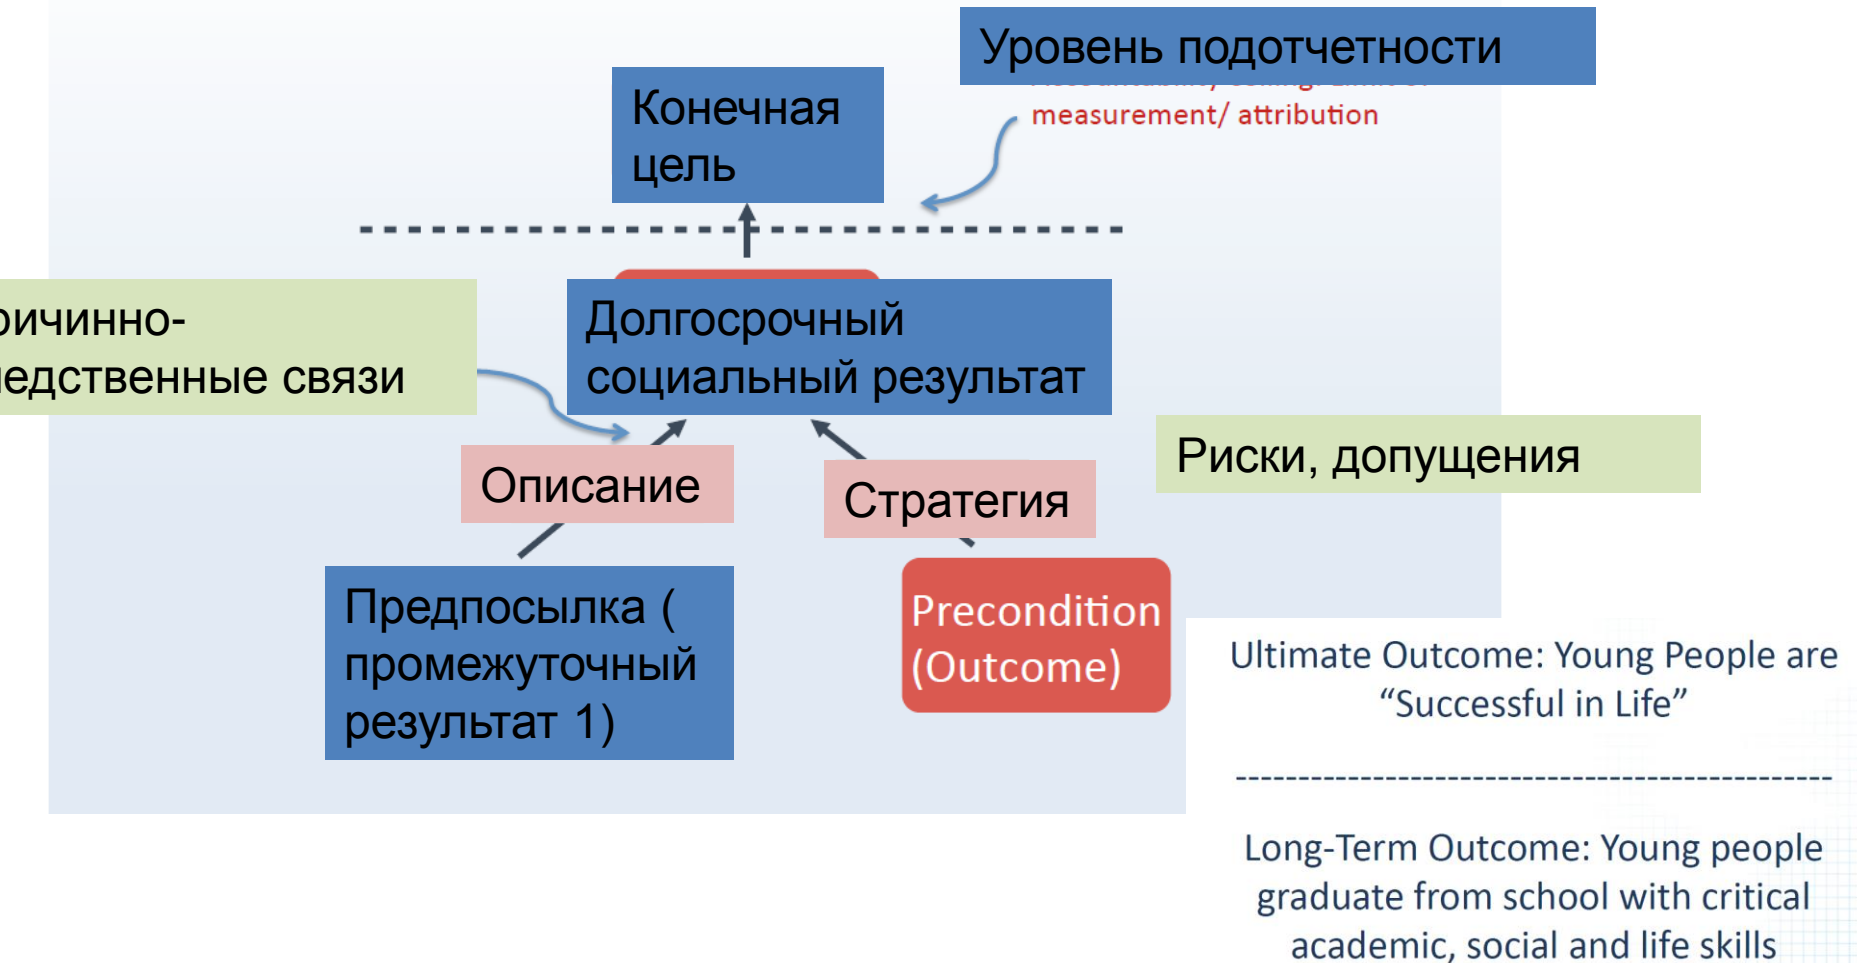 Уровень подотчетности
measurement/ attribution
Конечная
цель
Долгосрочный
социальный результат
ричинно-
едственные связи
Риски, допущения
Описание
Стратегия
Предпосылка (
промежуточный
результат 1)
Precondition
(Outcome)
Ultimate Outcome: Young People are
“Successful in Life”
------------------------------------------------
Long-Term Outcome: Young people
graduate from school with critical
academic, social and life skills